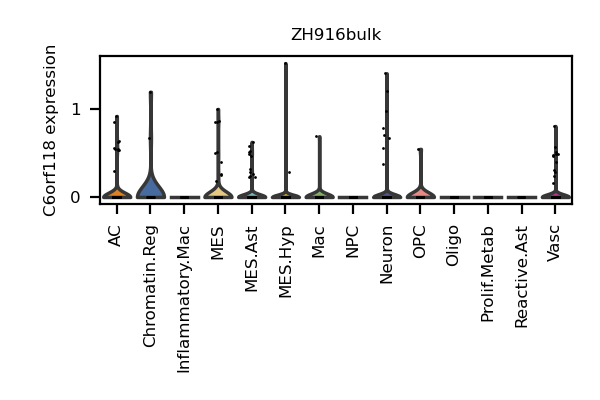 ZH916bulk
C6orf118 expression
1
0
AC
Chromatin.Reg
Inflammatory.Mac
MES
MES.Ast
MES.Hyp
Mac
NPC
Neuron
OPC
Oligo
Prolif.Metab
Reactive.Ast
Vasc